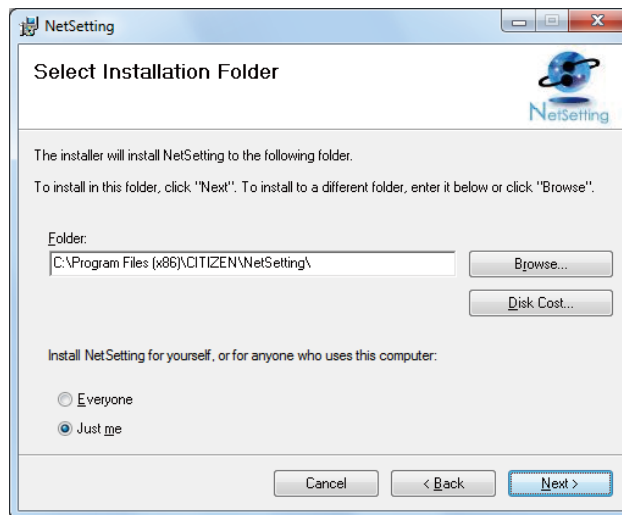 NetSetting
Select Installation Folder
NetSetting
The installer will install NetSetting to the following folder.
To install in this folder, click "Next". To install to a different folder, enter it below or click "Browse".
Folder:
C:\Program Files (x86)\CITIZEN\NetSetting\
Browse...
Disk Cost...
Install NetSetting for yourself, or for anyone who uses this computer:
Everyone
Just me
Cancel
< Back
Next >